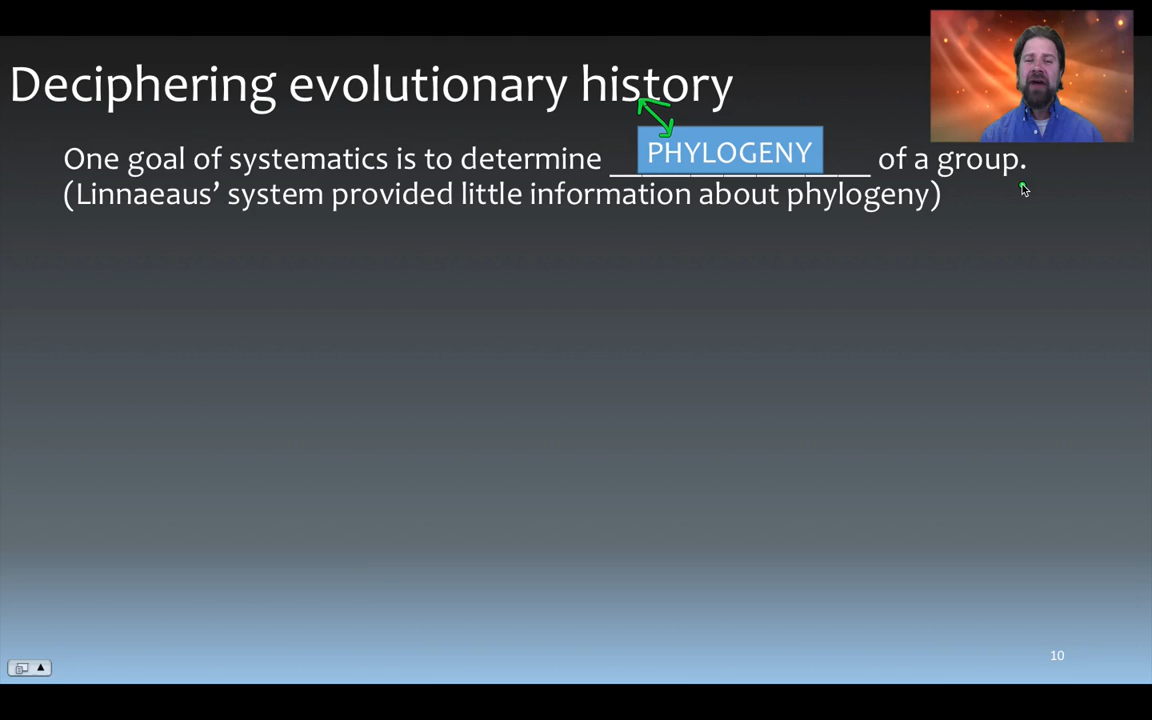 Deciphering evolutionary history
One goal of systematics is to determine PHYLOGENY of a group.
(Linnaeus’ system provided little information about phylogeny)
10